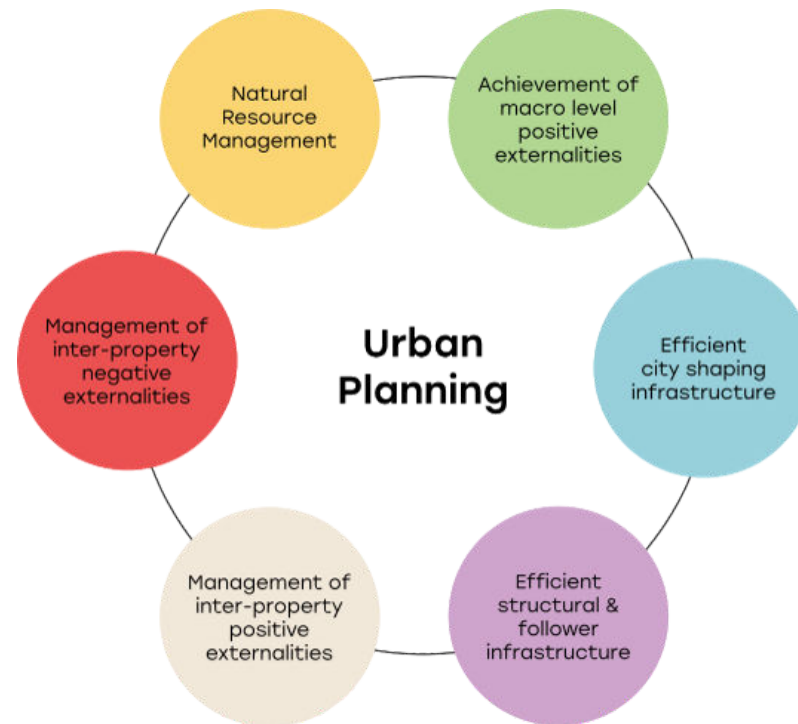 Natural
Resource
Management
Achievement of
macro level
positive
externalities
Management of
inter-property
negative
externalities
Urban
Planning
Efficient
city shaping
infrastructure
Management of
inter-property
positive
externalities
Efficient
structural &
follower
infrastructure